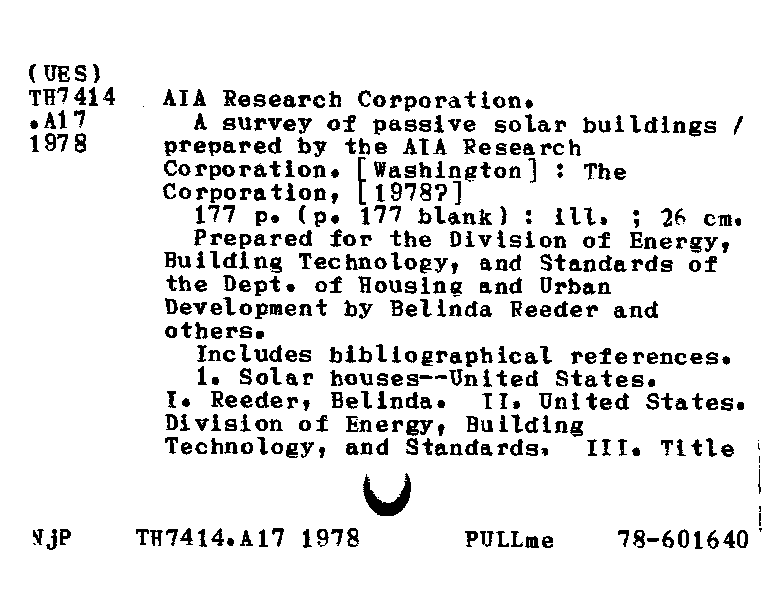 (UES)
TH7414 AIA Research Corporation.
.A17 A survey of passive solar buildings /
1978 prepared by the AIA Research
Corporation. [Washington] : The
Corporation, [1978?]
177 p. (p. 177 blank) : ill. ; 26 cm.
Prepared for the Division of Energy,
Building Technology, and Standards of
the Dept. of Housing and Urban
Development by Belinda Reeder and
others.
Includes bibliographical references.
1. Solar houses--United States.
I. Reeder, Belinda. II. United States.
Division of Energy, Building
Technology, and Standards. III. Title
NjP TH7414.A17 1978 PULLme 78-601640